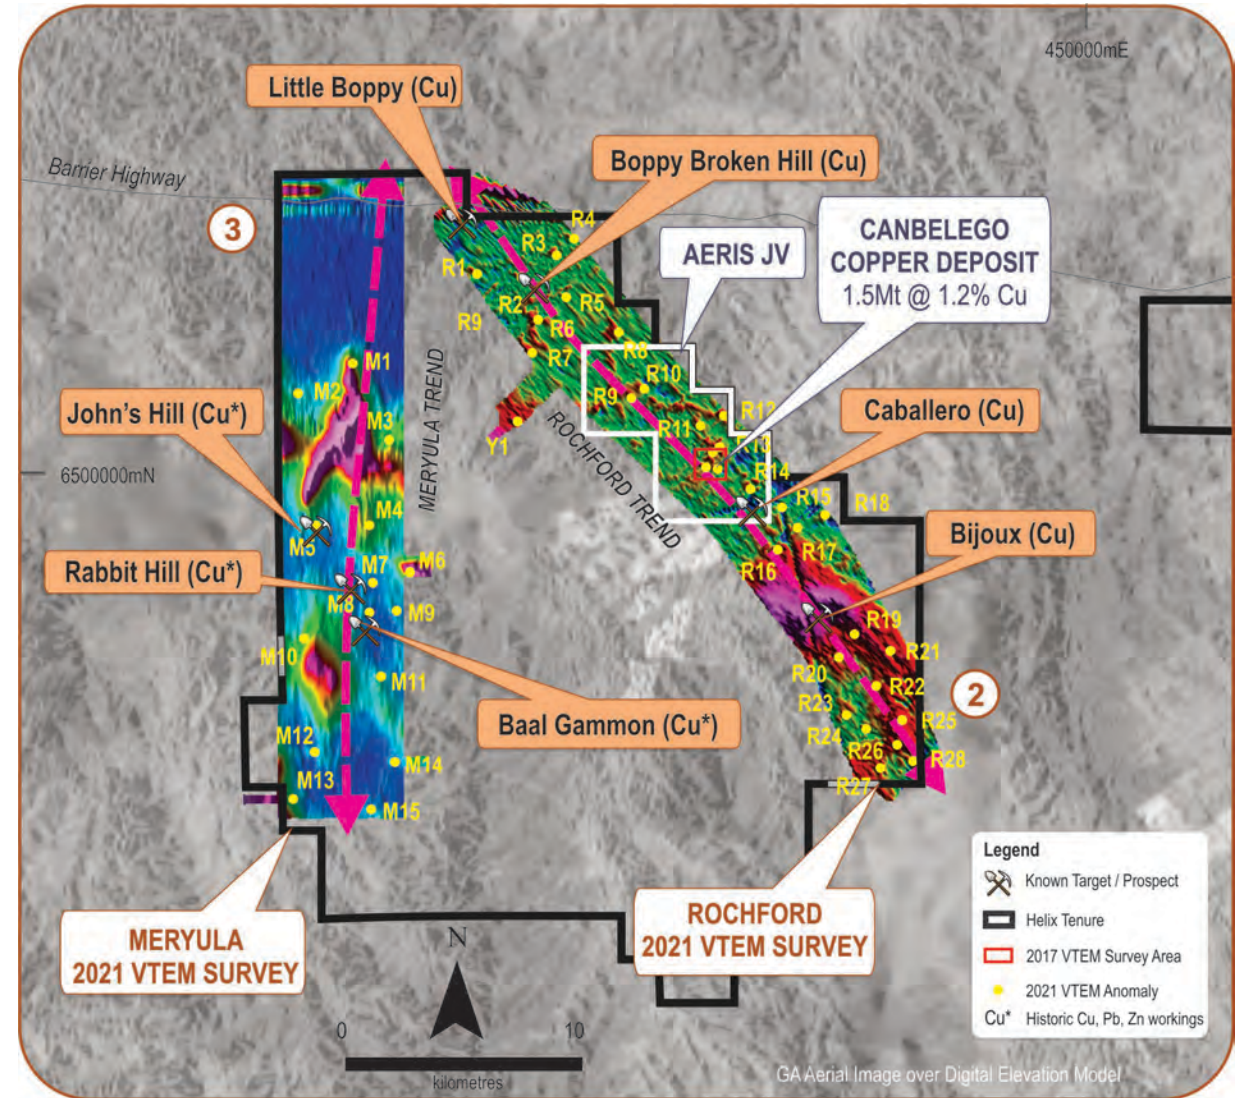 450000mE
Little Boppy (Cu)
Boppy Broken Hill (Cu)
Barrier Highway
3
AERIS JV
CANBELEGO
COPPER DEPOSIT
1.5Mt @ 1.2% Cu
R4
R3
R1
R2
R5
R9
R6
R8
R7
M1
M2
MERYULA TREND
R10
R9
John's Hill (Cu*)
M3
Caballero (Cu)
R12
R11
Y1
R13
ROCHFORD TREND
6500000mN
R14
R15
R18
M4
M5
Bijoux (Cu)
R17
M6
R16
Rabbit Hill (Cu*)
M7
M8
M9
R19
M10
R21
R20
M11
R22
2
Baal Gammon (Cu*)
R23
R25
R24
M12
R26
M14
R28
M13
R27
M15
MERYULA
2021 VTEM SURVEY
ROCHFORD
2021 VTEM SURVEY
N
0
10
kilometres
Legend
Known Target / Prospect
Helix Tenure
2017 VTEM Survey Area
2021 VTEM Anomaly
Cu* Historic Cu, Pb, Zn workings
GA Aerial Image over Digital Elevation Model